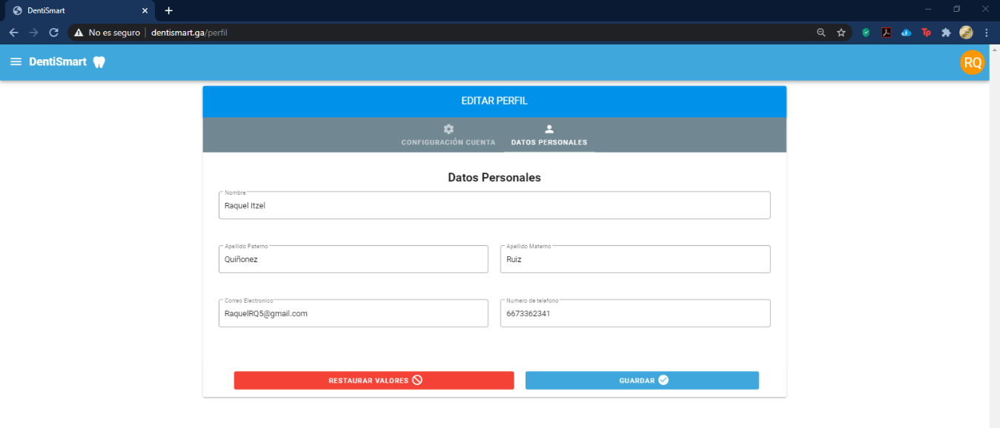 DentiSmart
No es seguro dentismart.ga/perfil
DentiSmart
RQ
EDITAR PERFIL
CONFIGURACIÓN CUENTA DATOS PERSONALES
Datos Personales
Nombre
Raquel Itzel
Apellido Paterno Apellido Materno
Quiñonez Ruiz
Correo Electronico Numero de telefono
RaquelRQ5@gmail.com 6673362341
RESTAURAR VALORES GUARDAR